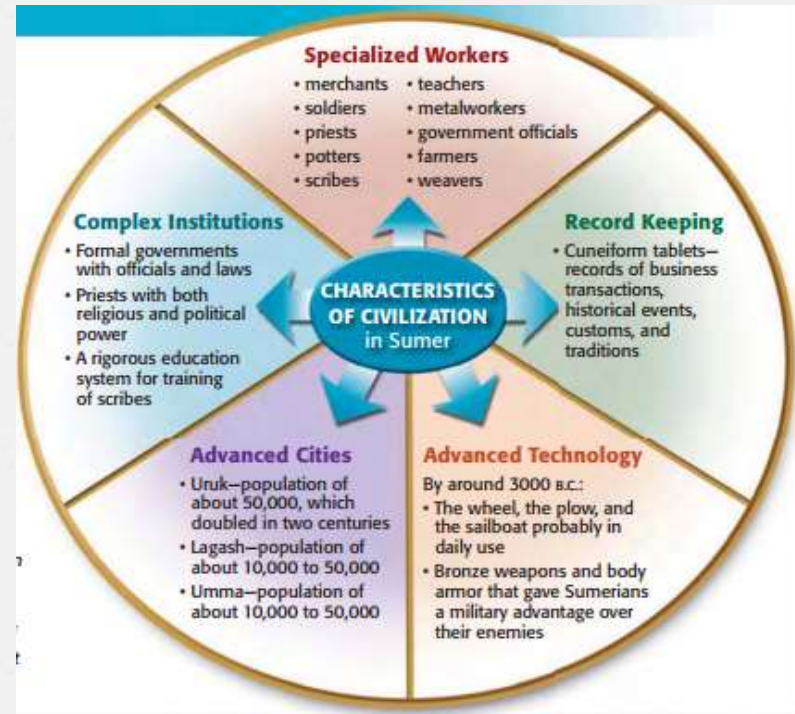 Specialized Workers
• merchants • teachers
• soldiers • metalworkers
• priests • government officials
• potters • farmers
• scribes • weavers
Complex Institutions
• Formal governments
with officials and laws
• Priests with both
religious and political
power
• A rigorous education
system for training
of scribes
CHARACTERISTICS
OF CIVILIZATION
in Sumer
Record Keeping
• Cuneiform tablets—
records of business
transactions,
historical events,
customs, and
traditions
Advanced Cities
• Uruk—population of
about 50,000, which
doubled in two centuries
• Lagash—population of
about 10,000 to 50,000
• Umma—population of
about 10,000 to 50,000
Advanced Technology
By around 3000 B.C.:
• The wheel, the plow, and
the sailboat probably in
daily use
• Bronze weapons and body
armor that gave Sumerians
a military advantage over
their enemies